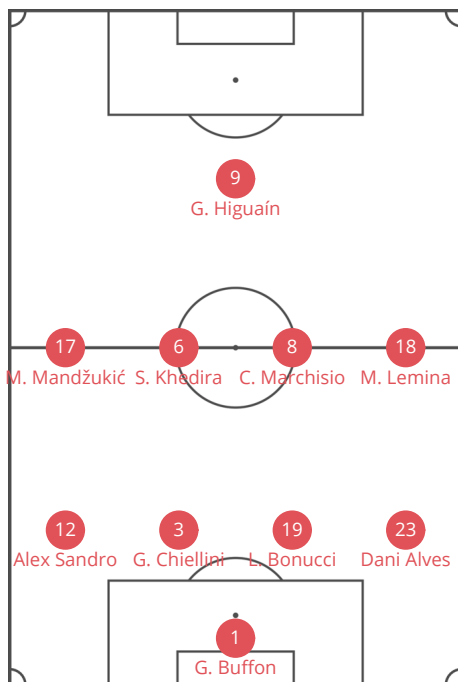 9
G. Higuaín
17 6 8 18
M. Mandžukić S. Khedira C. Marchisio M. Lemina
12 3 19 23
Alex Sandro G. Chiellini L. Bonucci Dani Alves
1
G. Buffon